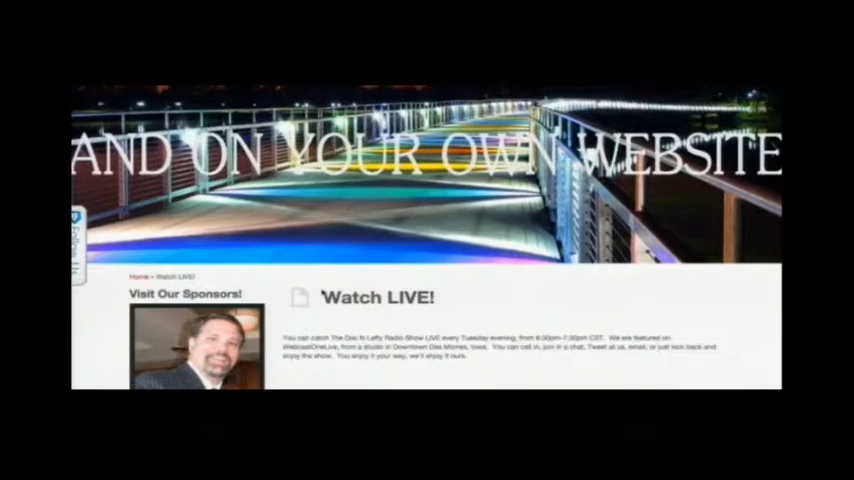 AND ON YOUR OWN WEBSITE
Follow Us
Home » Watch LIVE!
Visit Our Sponsors!
Watch LIVE!
You can catch The Doc N Lefty Radio Show LIVE every Tuesday evening, from 6:30pm-7:30pm CST. We are featured on
WebcastOneLive, from a studio in Downtown Des Moines, Iowa. You can call in, join in a chat, Tweet at us, email, or just kick back and
enjoy the show. You enjoy it your way, we'll enjoy it ours.